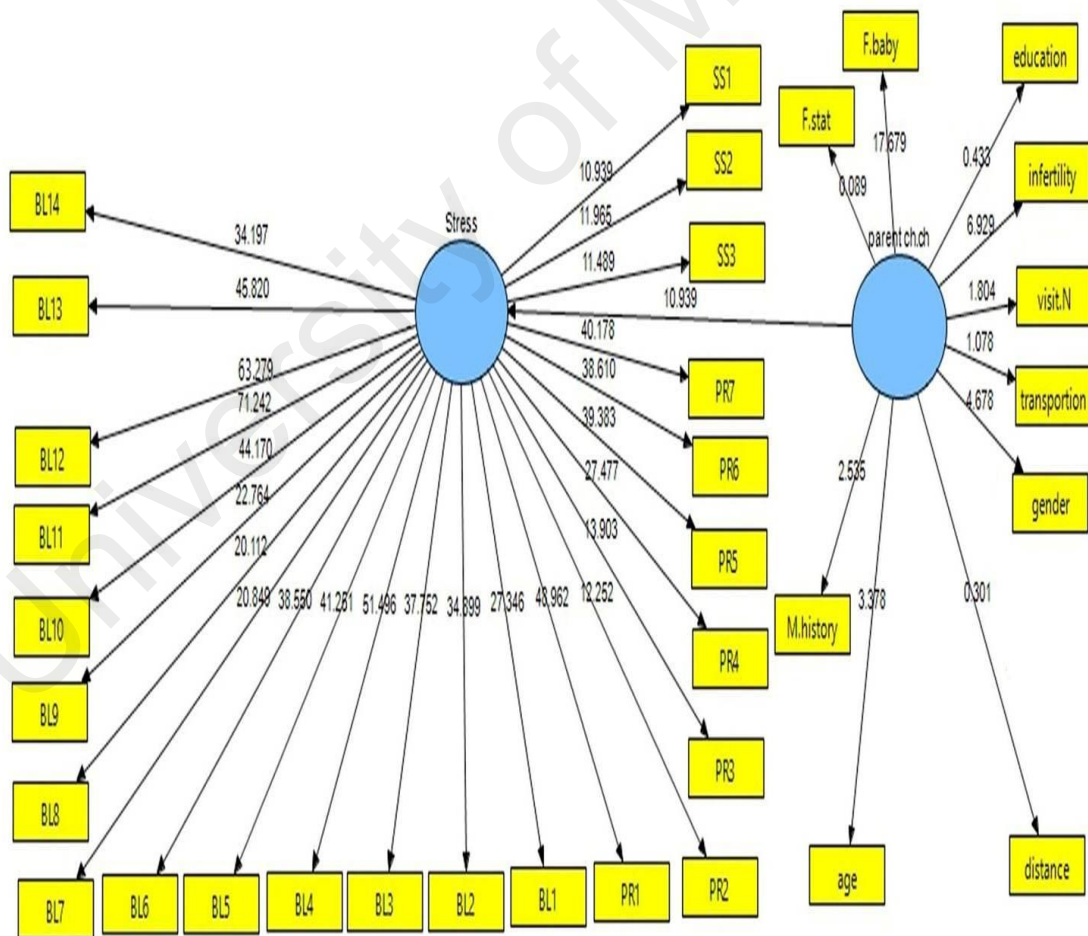 F.baby
education
SS1
F.stat
17.679
0.433
10.939
0.089
SS2
infertility
BL14
11.965
6.929
Stress
34.197
parent ch.ch
11.489
SS3
BL13
45.820
10.939
1.804
visit.N
40.178
1.078
63.279
38.610
PR7
transportion
71.242
39.383
4.678
BL12
44.170
PR6
2.535
27.477
22.764
gender
BL11
13.903
PR5
20.112
20.849
38.550
41.251
51.496
37.752
34.899
27.346
48.962
12.252
3.378
0.301
BL10
M.history
PR4
BL9
PR3
BL8
distance
age
BL7
BL6
BL5
BL4
BL3
BL2
BL1
PR1
PR2
University of M